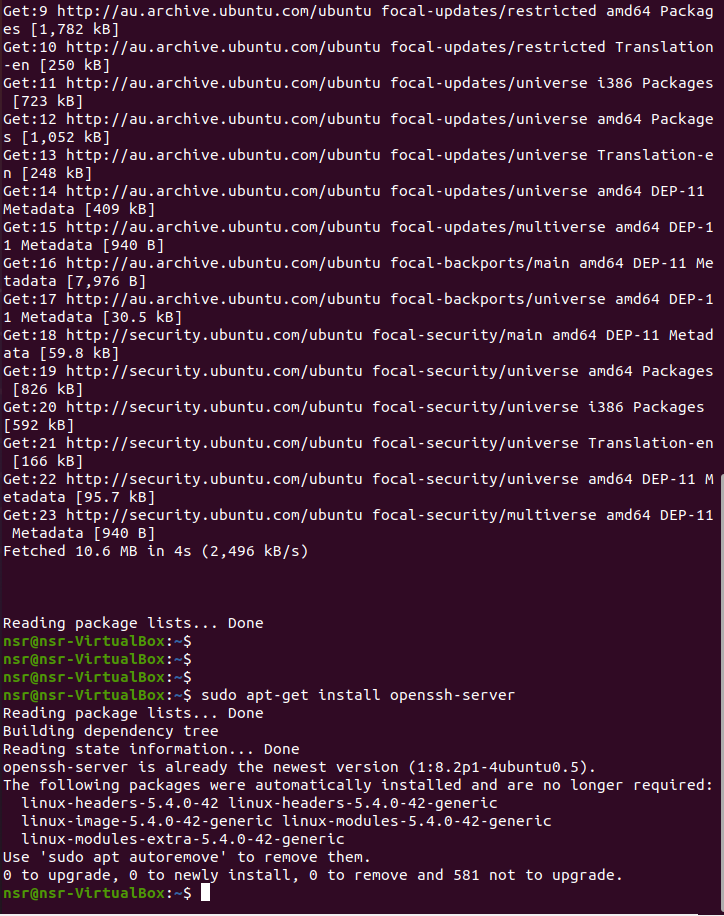 Get:9 http://au.archive.ubuntu.com/ubuntu focal-updates/restricted amd64 Packag
es [1,782 kB]
Get:10 http://au.archive.ubuntu.com/ubuntu focal-updates/restricted Translation
-en [250 kB]
Get:11 http://au.archive.ubuntu.com/ubuntu focal-updates/universe i386 Packages
 [723 kB]
Get:12 http://au.archive.ubuntu.com/ubuntu focal-updates/universe amd64 Package
s [1,052 kB]
Get:13 http://au.archive.ubuntu.com/ubuntu focal-updates/universe Translation-e
n [248 kB]
Get:14 http://au.archive.ubuntu.com/ubuntu focal-updates/universe amd64 DEP-11
Metadata [409 kB]
Get:15 http://au.archive.ubuntu.com/ubuntu focal-updates/multiverse amd64 DEP-1
1 Metadata [940 B]
Get:16 http://au.archive.ubuntu.com/ubuntu focal-backports/main amd64 DEP-11 Me
tadata [7,976 B]
Get:17 http://au.archive.ubuntu.com/ubuntu focal-backports/universe amd64 DEP-1
1 Metadata [30.5 kB]
Get:18 http://security.ubuntu.com/ubuntu focal-security/main amd64 DEP-11 Metad
ata [59.8 kB]
Get:19 http://security.ubuntu.com/ubuntu focal-security/universe amd64 Packages
 [826 kB]
Get:20 http://security.ubuntu.com/ubuntu focal-security/universe i386 Packages
[592 kB]
Get:21 http://security.ubuntu.com/ubuntu focal-security/universe Translation-en
 [166 kB]
Get:22 http://security.ubuntu.com/ubuntu focal-security/universe amd64 DEP-11 M
etadata [95.7 kB]
Get:23 http://security.ubuntu.com/ubuntu focal-security/multiverse amd64 DEP-11
 Metadata [940 B]
Fetched 10.6 MB in 4s (2,496 kB/s)
Reading package lists... Done
nsr@nsr-VirtualBox:~$
nsr@nsr-VirtualBox:~$
nsr@nsr-VirtualBox:~$
nsr@nsr-VirtualBox:~$ sudo apt-get install openssh-server
Reading package lists... Done
Building dependency tree
Reading state information... Done
openssh-server is already the newest version (1:8.2p1-4ubuntu0.5).
The following packages were automatically installed and are no longer required:
  linux-headers-5.4.0-42 linux-headers-5.4.0-42-generic
  linux-image-5.4.0-42-generic linux-modules-5.4.0-42-generic
  linux-modules-extra-5.4.0-42-generic
Use 'sudo apt autoremove' to remove them.
0 to upgrade, 0 to newly install, 0 to remove and 581 not to upgrade.
nsr@nsr-VirtualBox:~$